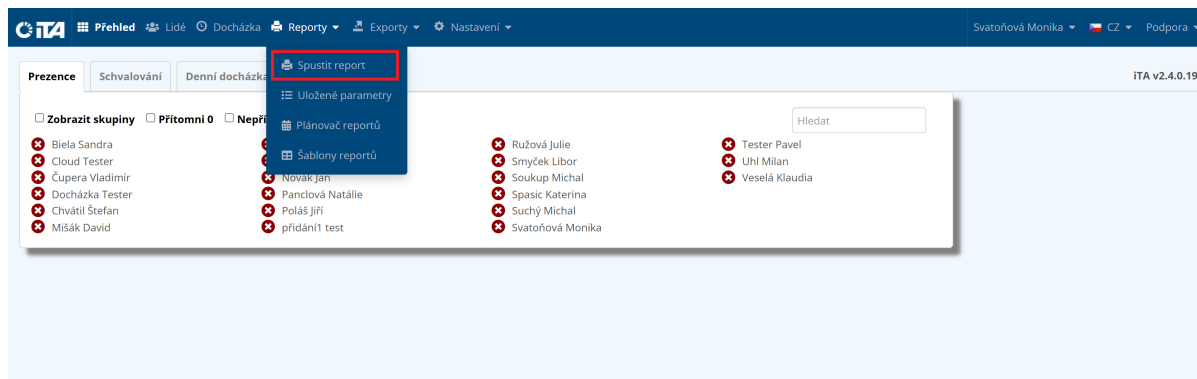 iTA Přehled Lidé Docházka Reporty Exporty Nastavení Svatoňová Monika CZ Podpora
Spustit report
Uložené parametry
Plánovač reportů
Šablony reportů
Prezence Schvalování Denní docházka iTA v2.4.0.19
Zobrazit skupiny Přítomni 0 Hledat
Biela Sandra Ružová Julie Tester Pavel
Cloud Tester Smyček Libor Uhl Milan
Čupera Vladimír Novák Jan Soukup Michal Veselá Klaudia
Docházka Tester Panclová Natálie Spasic Katerina
Chvátil Štefan Poláš Jiří Suchý Michal
Mišák David přidání1 test Svatoňová Monika